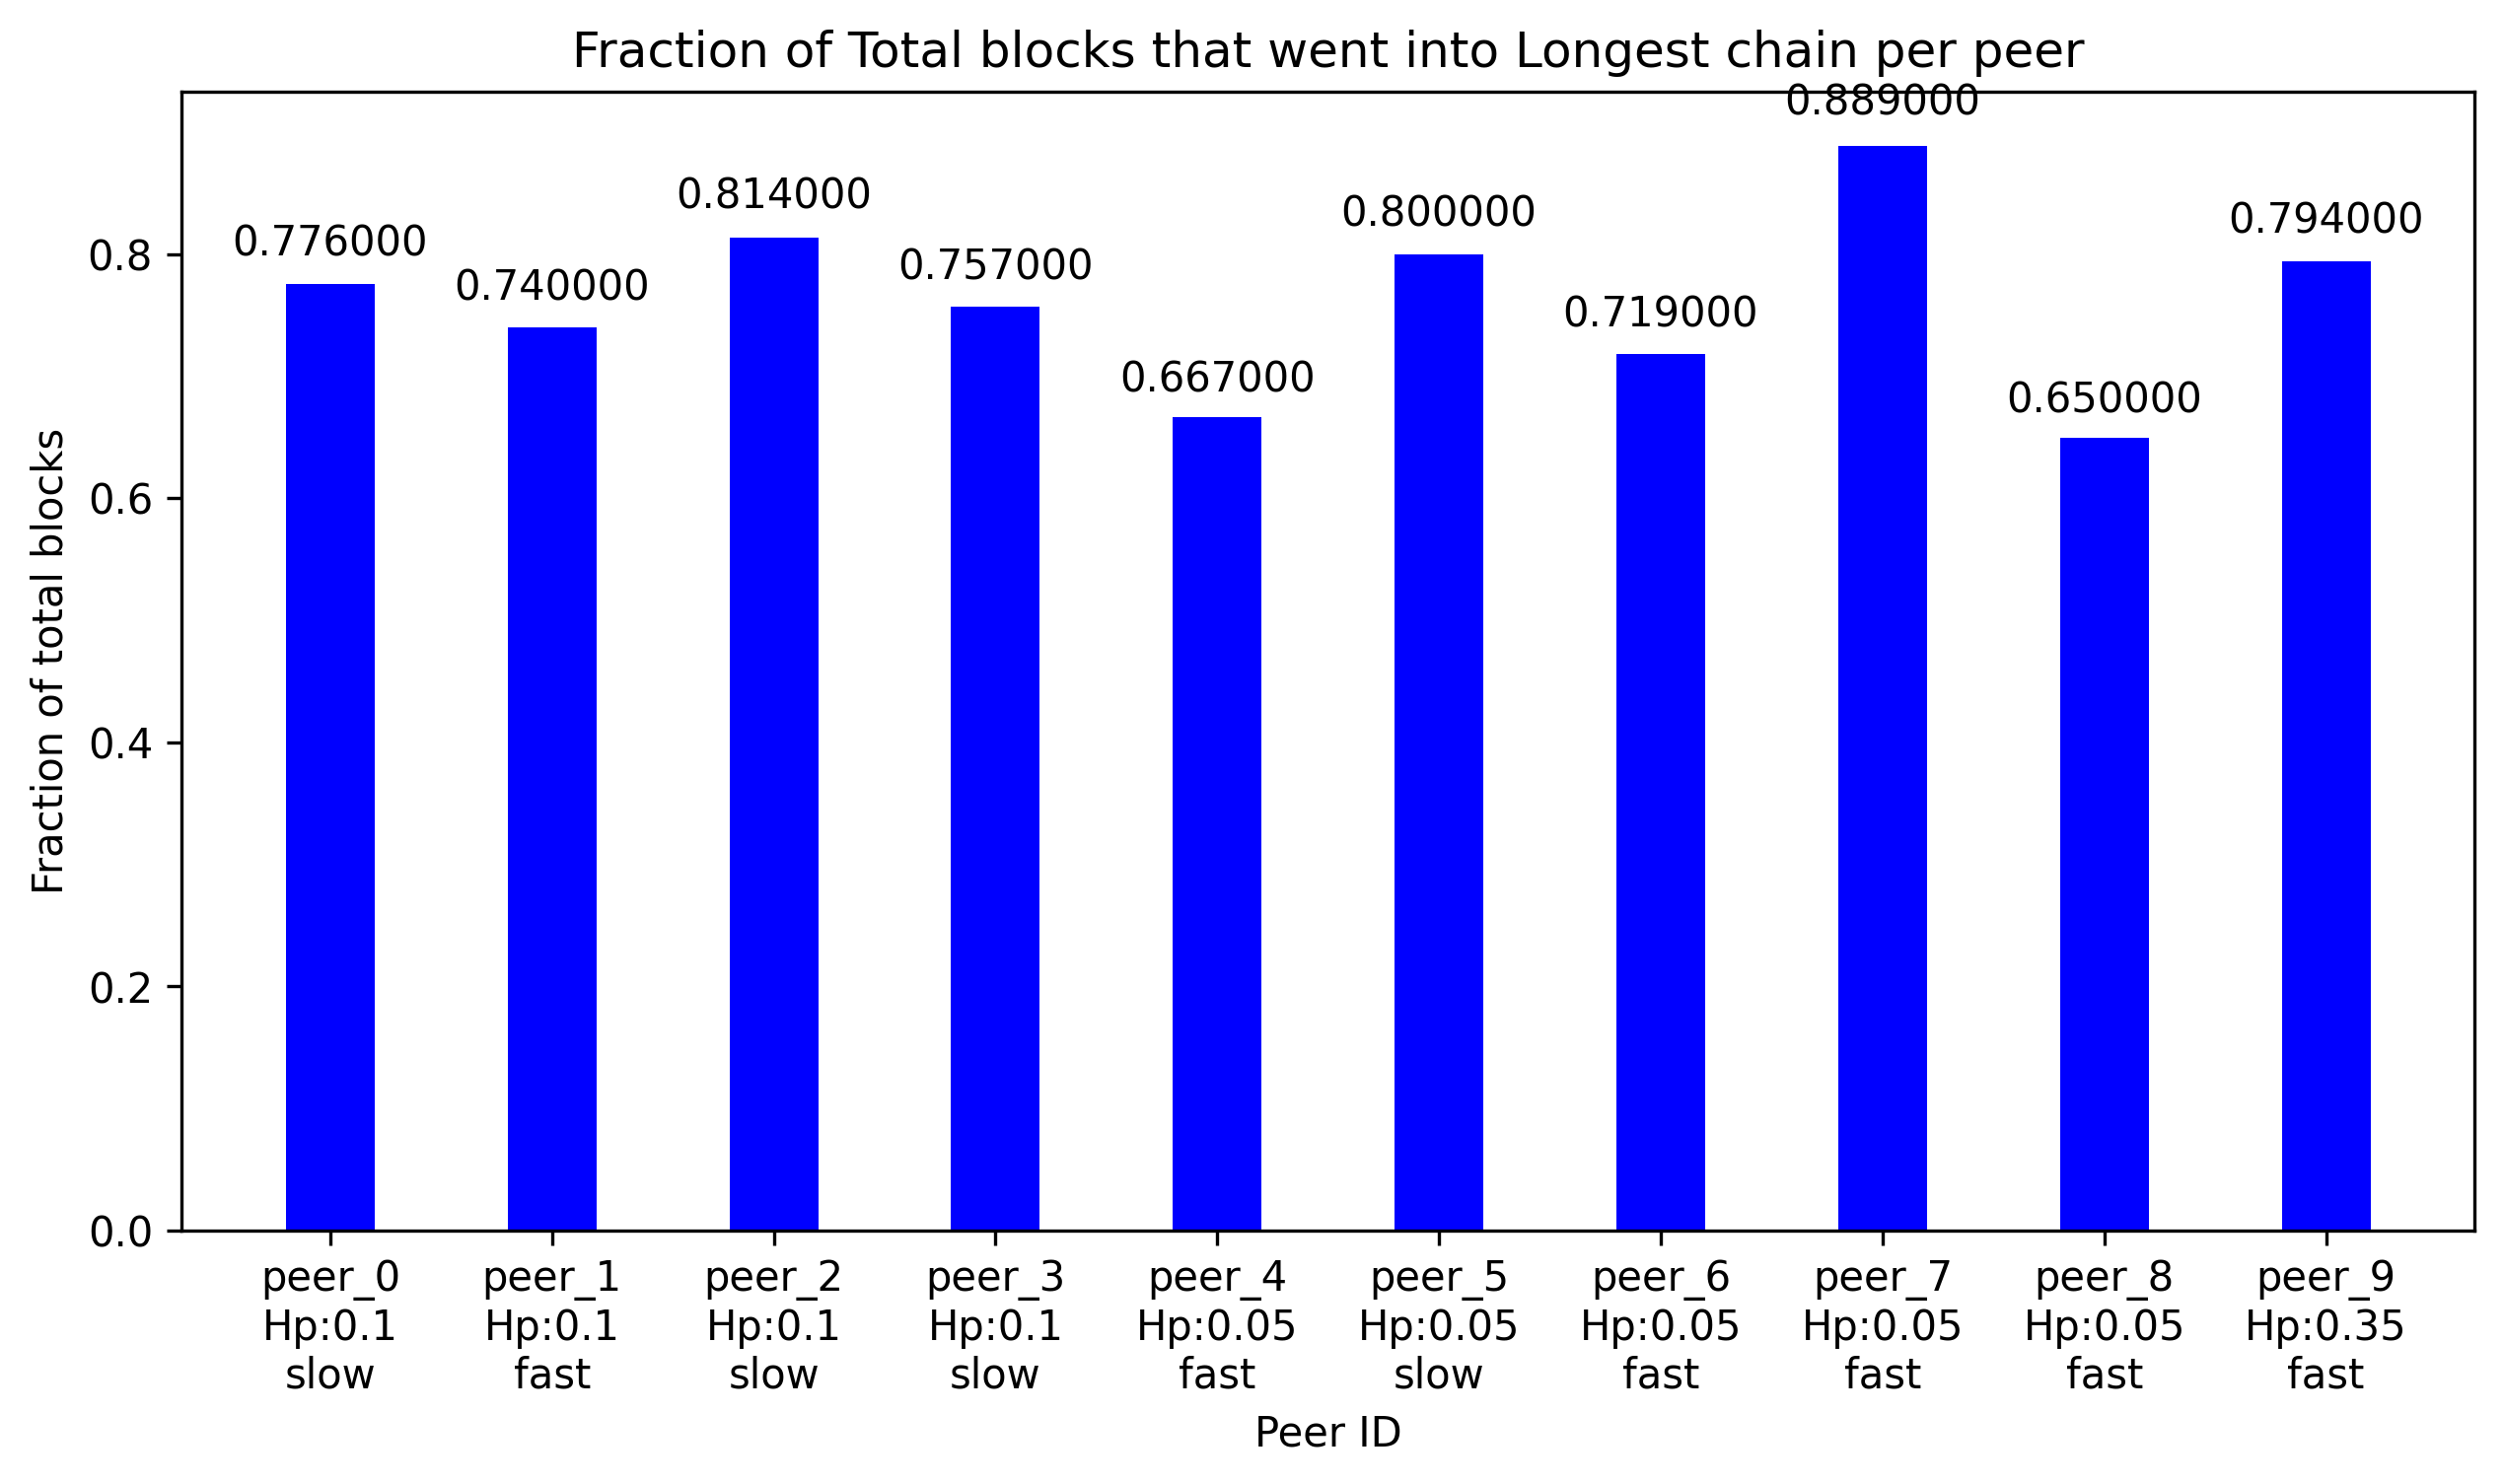 Fraction of Total blocks that went into Longest chain per peer
0.889000
0.814000
0.800000
0.794000
0.776000
0.757000
0.740000
0.719000
0.667000
0.650000
Fraction of total blocks
0.8
0.6
0.4
0.2
0.0
peer_0 peer_1 peer_2 peer_3 peer_4 peer_5 peer_6 peer_7 peer_8 peer_9
Hp:0.1 Hp:0.1 Hp:0.1 Hp:0.1 Hp:0.05 Hp:0.05 Hp:0.05 Hp:0.05 Hp:0.05 Hp:0.35
slow fast slow slow fast slow fast fast fast fast
Peer ID